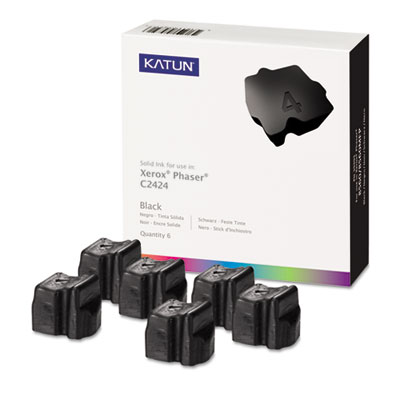 KATUN
4
Solid Ink for use in:
Xerox® Phaser®
C2424
Black
Negro - Tinta Sólida
Noir - Encre Solide
Schwarz - Feste Tinte
Nero - Stick d'inchiostro
Quantity 6